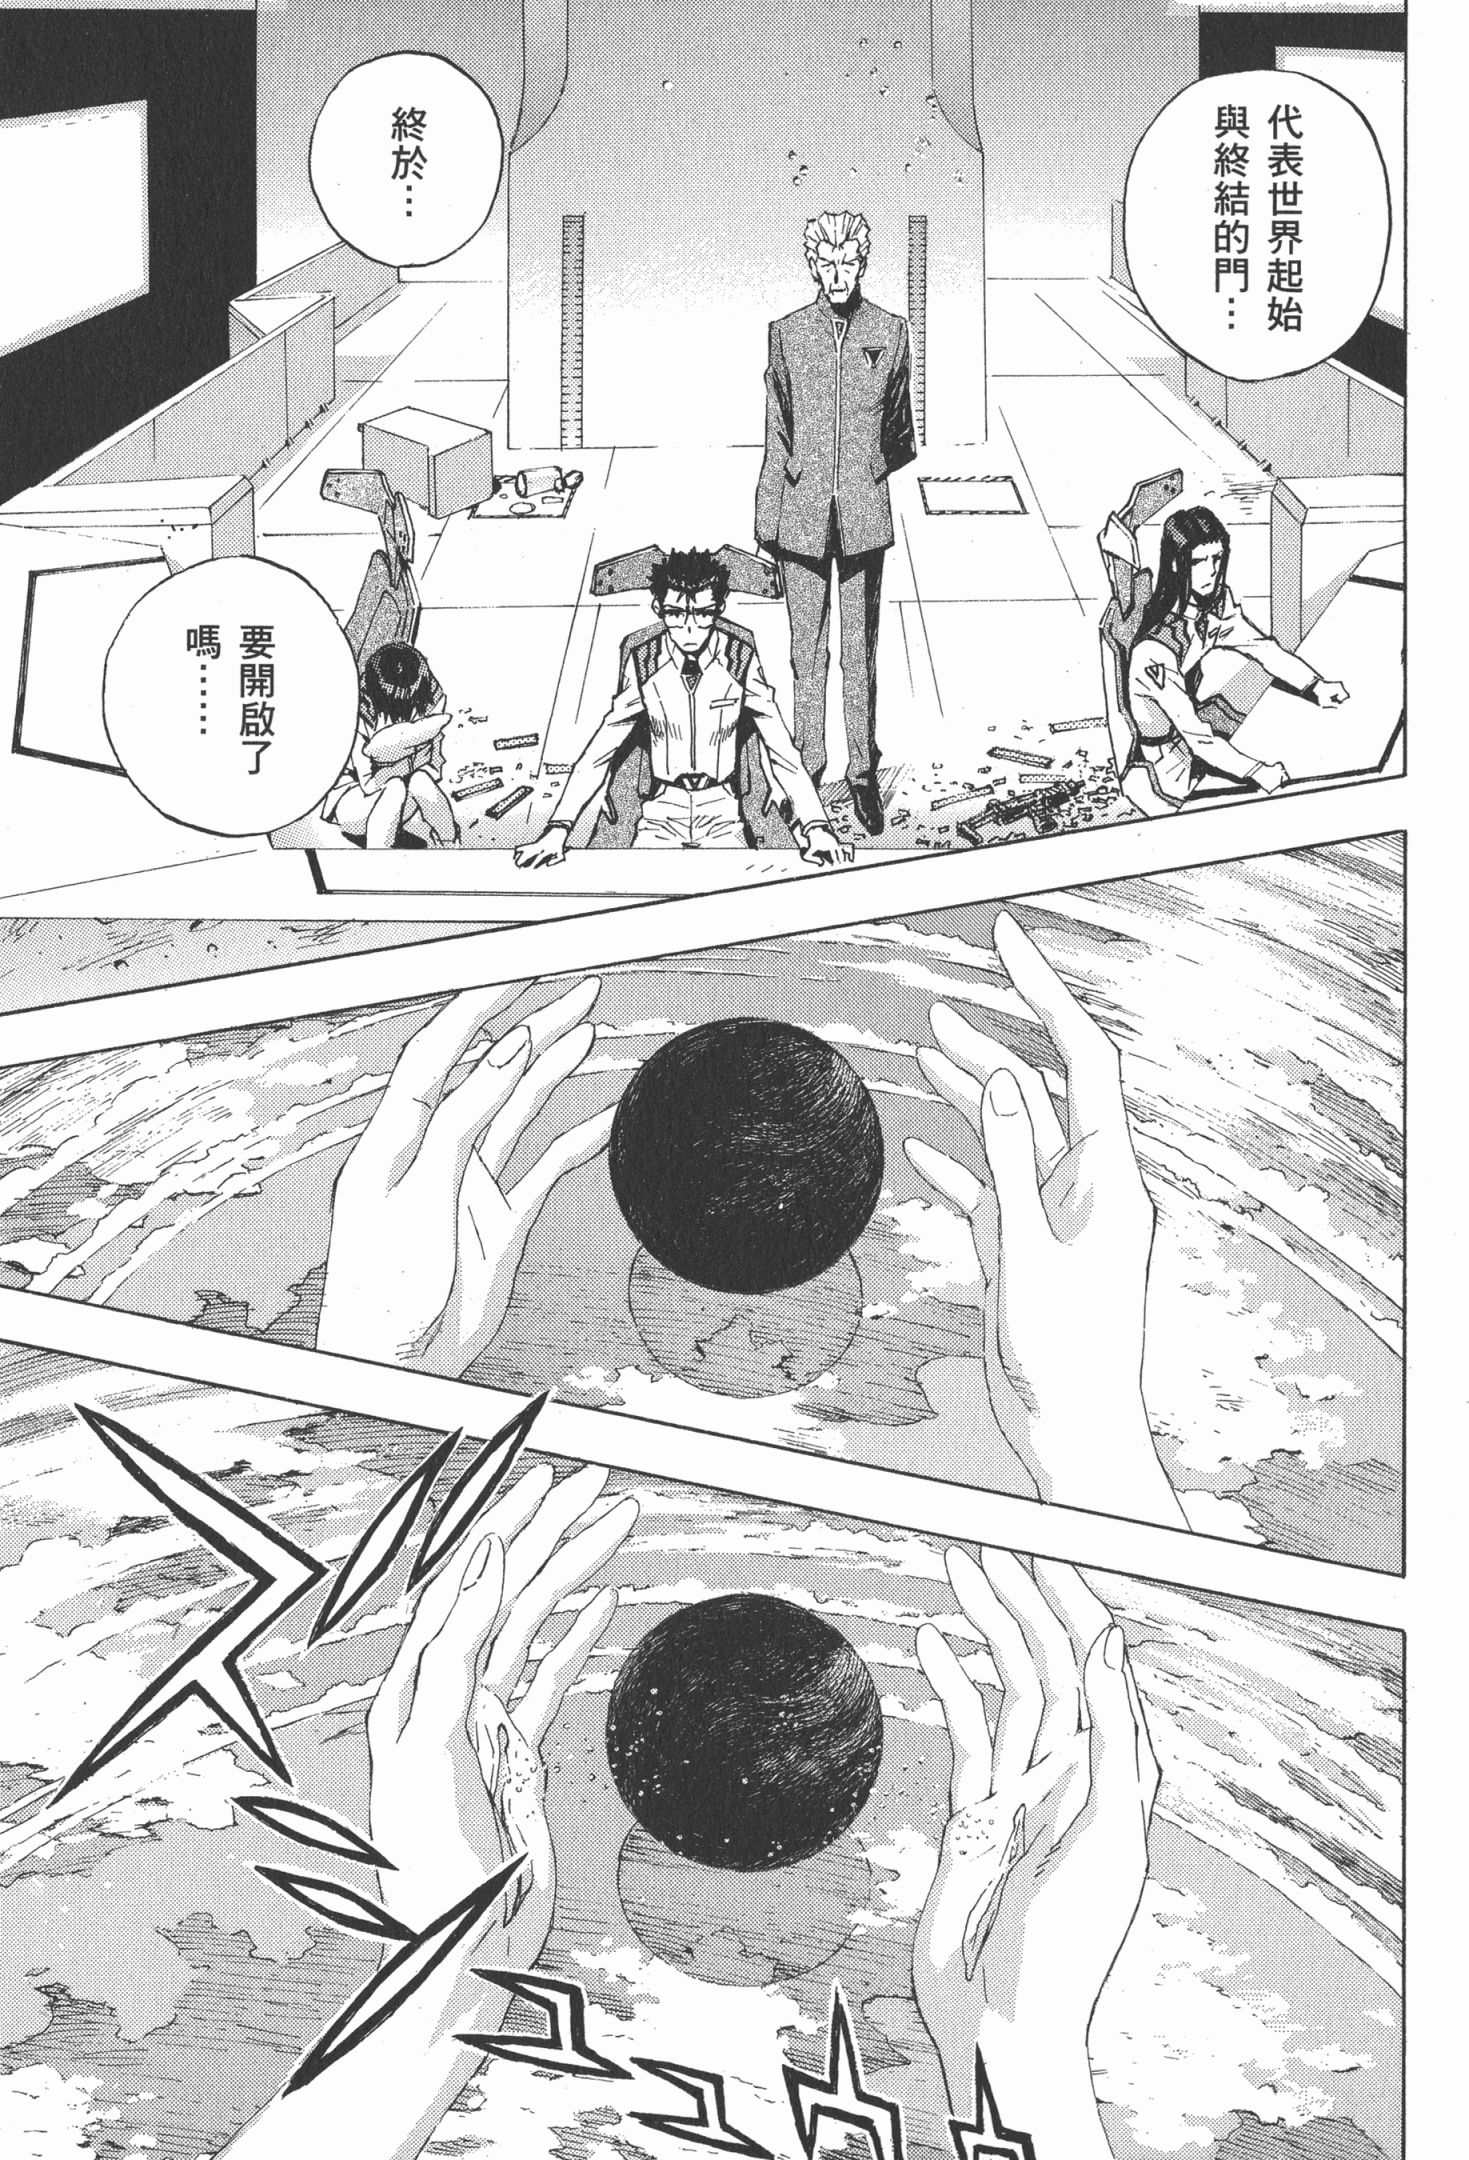 代表世界起始
與終結的門…
終於…
要開啟了
嗎……